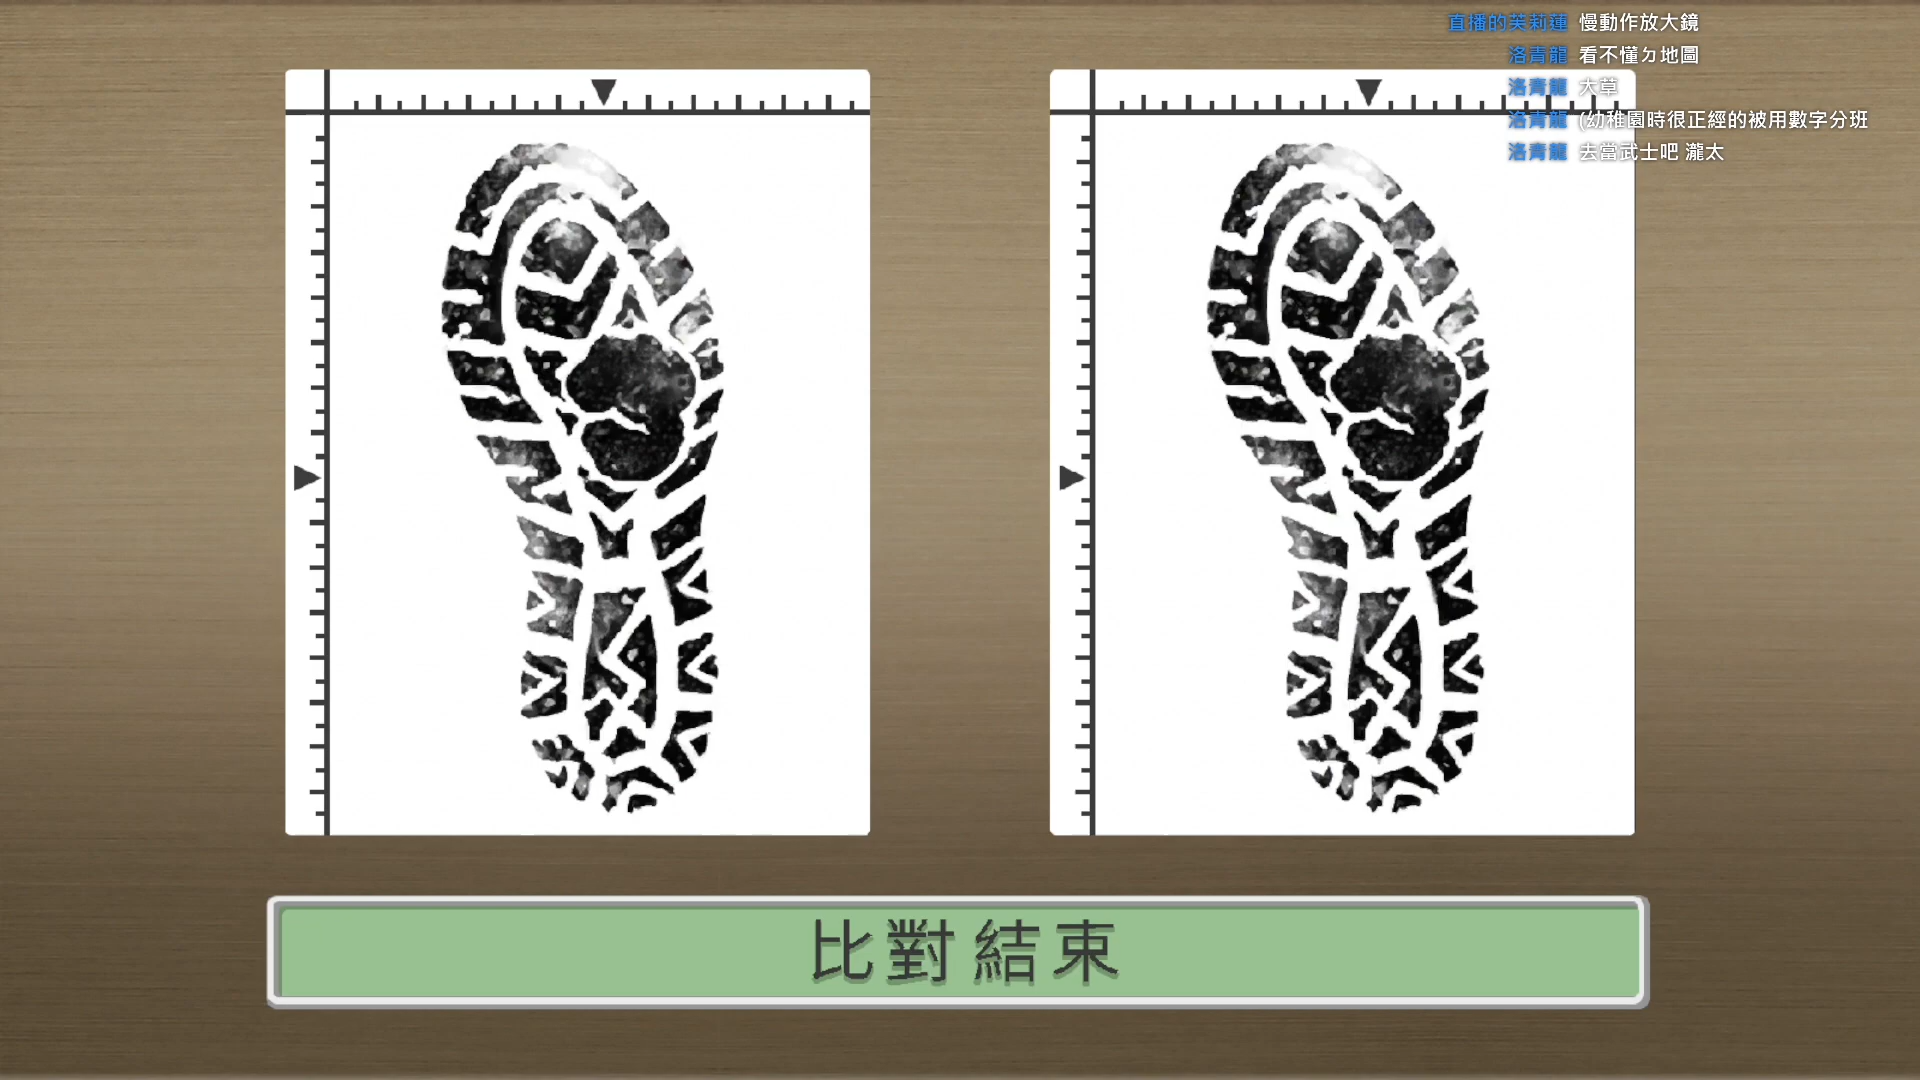 直播的芙莉蓮 慢動作放大鏡
洛青龍 看不懂ㄉ地圖
洛青龍 大草
洛青龍 (幼稚園時很正經的被用數字分班
洛青龍 去當武士吧 瀧太
比對結束